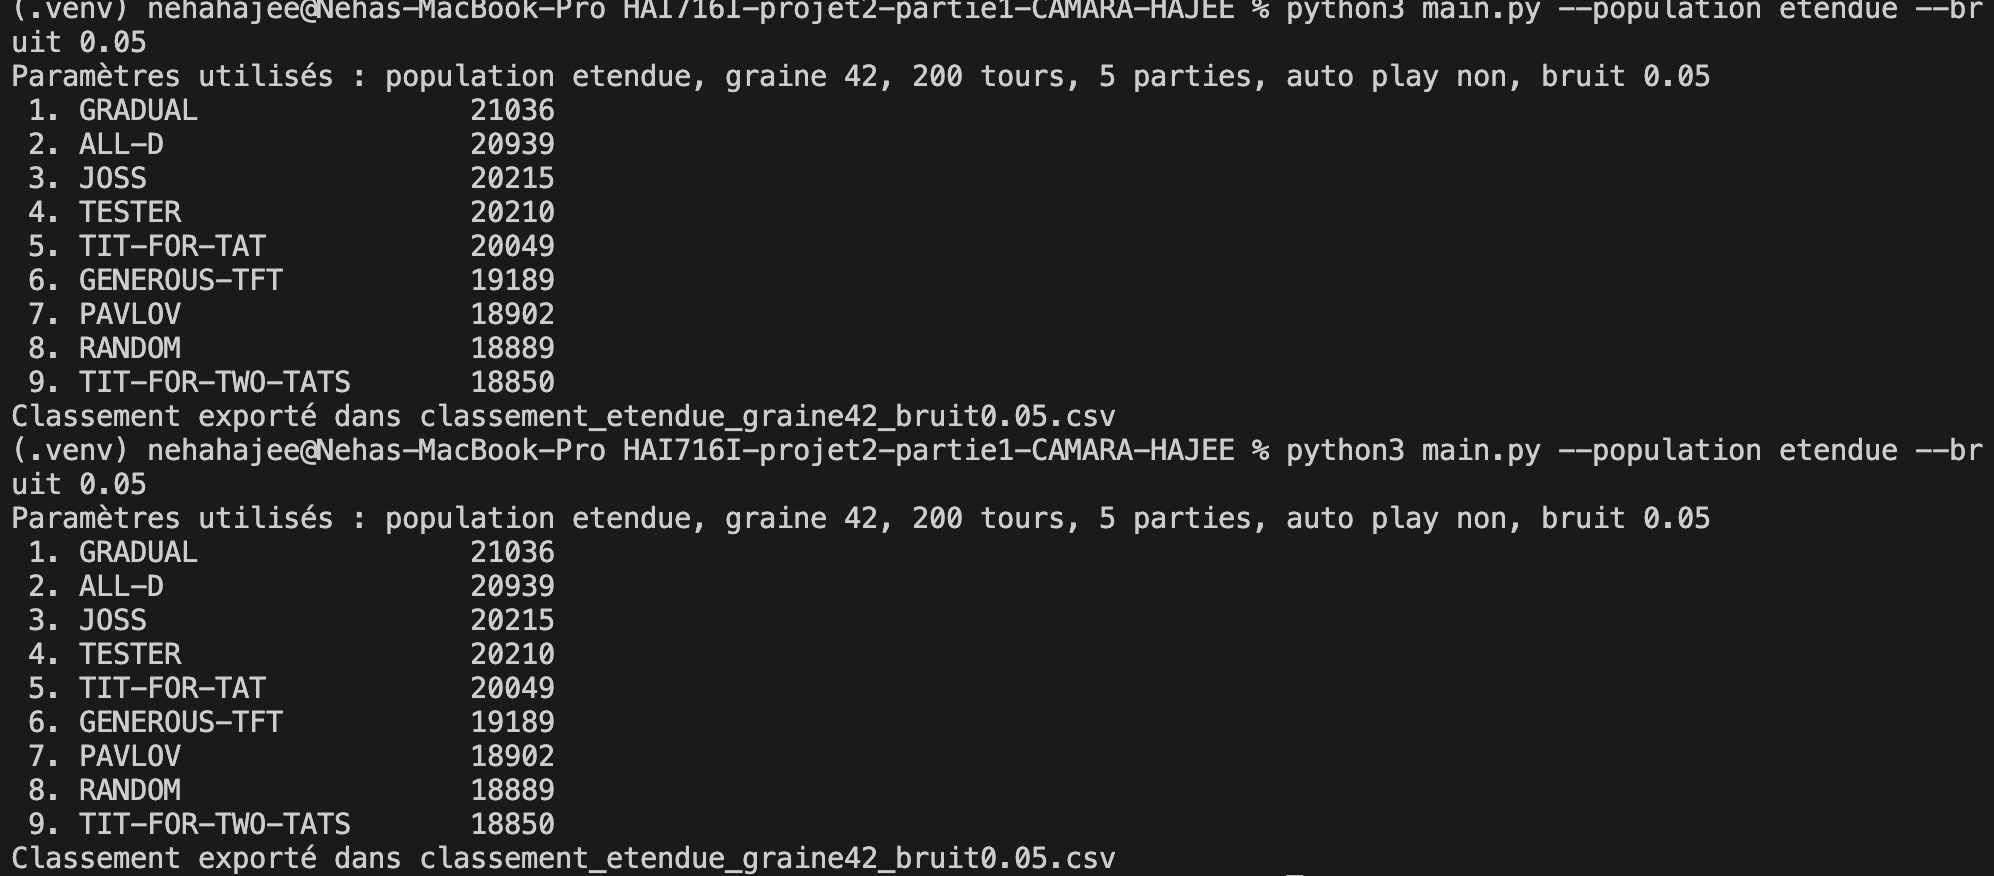 (.venv) nehahajee@Nehas-MacBook-Pro HAI716I-projet2-partie1-CAMARA-HAJEE % python3 main.py --population etendue --br
uit 0.05
Paramètres utilisés : population etendue, graine 42, 200 tours, 5 parties, auto play non, bruit 0.05
1. GRADUAL 21036
2. ALL-D 20939
3. JOSS 20215
4. TESTER 20210
5. TIT-FOR-TAT 20049
6. GENEROUS-TFT 19189
7. PAVLOV 18902
8. RANDOM 18889
9. TIT-FOR-TWO-TATS 18850
Classement exporté dans classement_etendue_graine42_bruit0.05.csv
(.venv) nehahajee@Nehas-MacBook-Pro HAI716I-projet2-partie1-CAMARA-HAJEE % python3 main.py --population etendue --br
uit 0.05
Paramètres utilisés : population etendue, graine 42, 200 tours, 5 parties, auto play non, bruit 0.05
1. GRADUAL 21036
2. ALL-D 20939
3. JOSS 20215
4. TESTER 20210
5. TIT-FOR-TAT 20049
6. GENEROUS-TFT 19189
7. PAVLOV 18902
8. RANDOM 18889
9. TIT-FOR-TWO-TATS 18850
Classement exporté dans classement_etendue_graine42_bruit0.05.csv